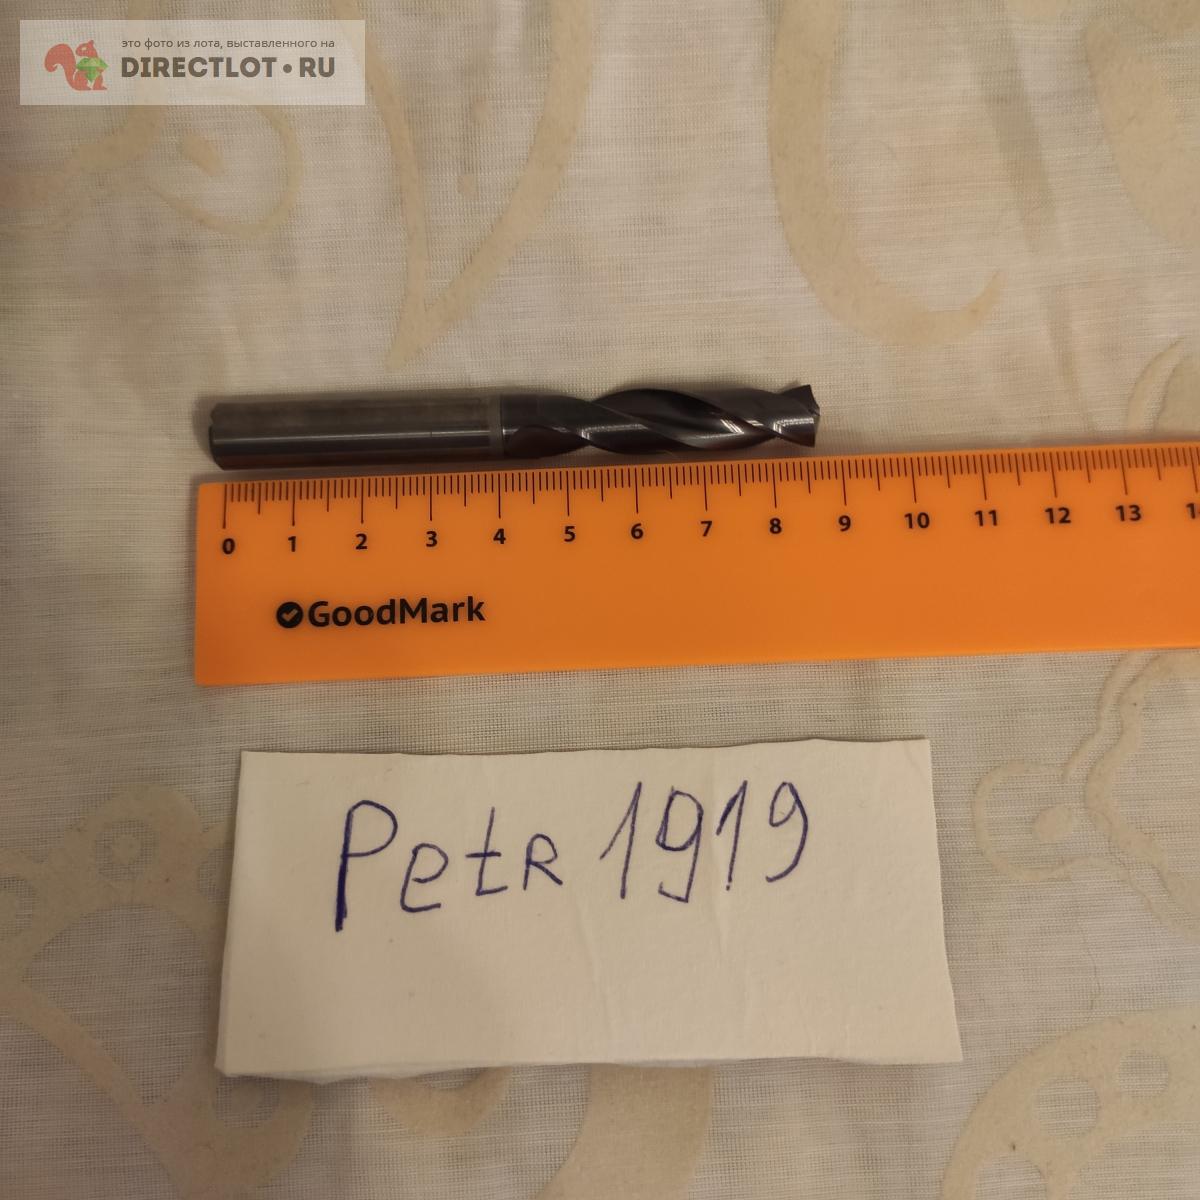 это фото из лота, выставленного на
DIRECTLOT•RU
0 1 2 3 4 5 6 7 8 9 10 11 12 13
GoodMark
Petr 1919